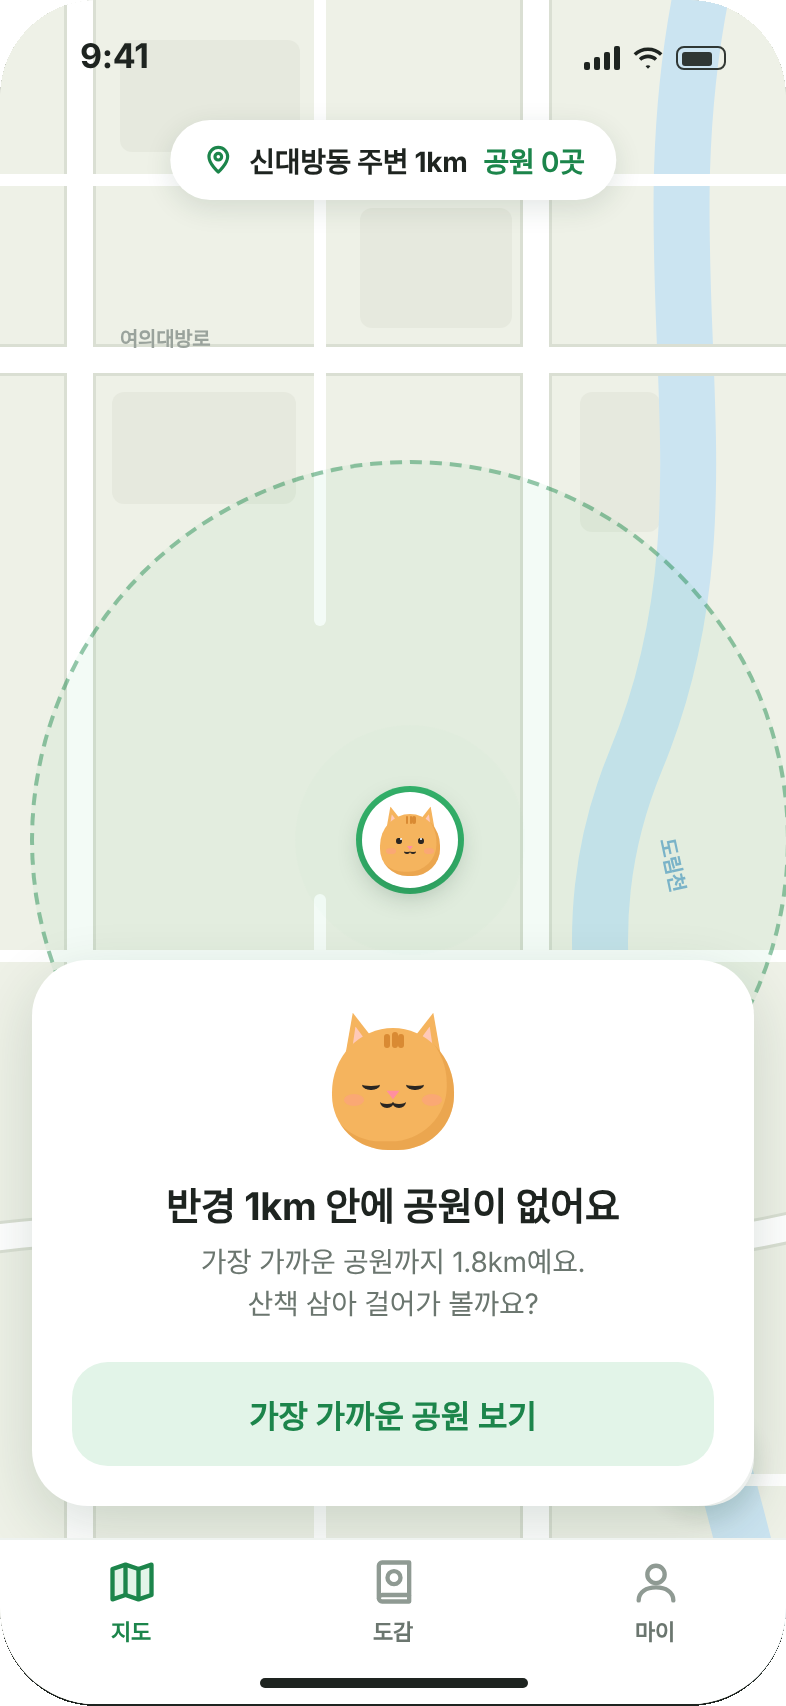 9:41
신대방동 주변 1km 공원 0곳
여의대방로
도림천
반경 1km 안에 공원이 없어요
가장 가까운 공원까지 1.8km예요.
산책 삼아 걸어가 볼까요?
가장 가까운 공원 보기
지도
도감
마이